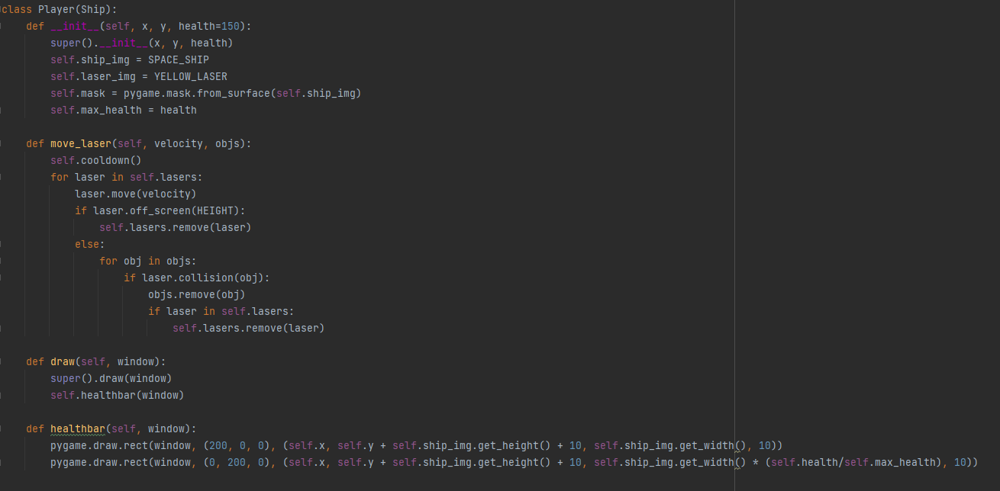 class Player(Ship):
    def __init__(self, x, y, health=150):
        super().__init__(x, y, health)
        self.ship_img = SPACE_SHIP
        self.laser_img = YELLOW_LASER
        self.mask = pygame.mask.from_surface(self.ship_img)
        self.max_health = health

    def move_laser(self, velocity, objs):
        self.cooldown()
        for laser in self.lasers:
            laser.move(velocity)
            if laser.off_screen(HEIGHT):
                self.lasers.remove(laser)
            else:
                for obj in objs:
                    if laser.collision(obj):
                        objs.remove(obj)
                        if laser in self.lasers:
                            self.lasers.remove(laser)

    def draw(self, window):
        super().draw(window)
        self.healthbar(window)

    def healthbar(self, window):
        pygame.draw.rect(window, (200, 0, 0), (self.x, self.y + self.ship_img.get_height() + 10, self.ship_img.get_width(), 10))
        pygame.draw.rect(window, (0, 200, 0), (self.x, self.y + self.ship_img.get_height() + 10, self.ship_img.get_width() * (self.health/self.max_health), 10))